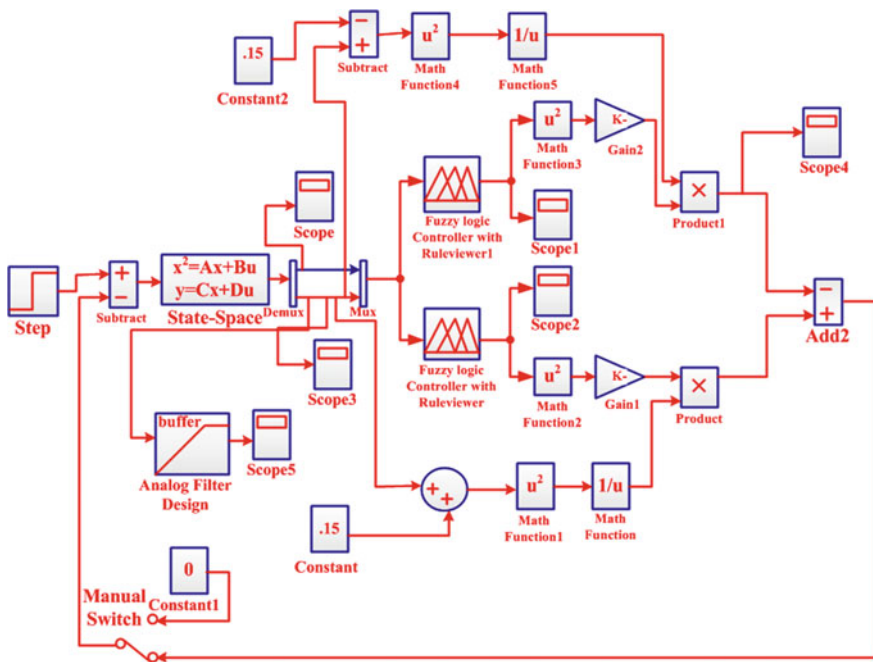 .15
Constant2
−
+
Subtract
u²
Math
Function4
1/u
Math
Function5
u²
Math
Function3
K-
Gain2
×
Product1
Scope4
Scope
Fuzzy logic
Controller with
Ruleviewer1
Scope1
Step
+
−
Subtract
x²=Ax+Bu
y=Cx+Du
State-Space
Demux
Mux
Scope2
−
+
Add2
Scope3
Fuzzy logic
Controller with
Ruleviewer
u²
Math
Function2
K-
Gain1
×
Product
buffer
Analog Filter
Design
Scope5
+
+
u²
Math
Function1
1/u
Math
Function
.15
Constant
0
Constant1
Manual
Switch